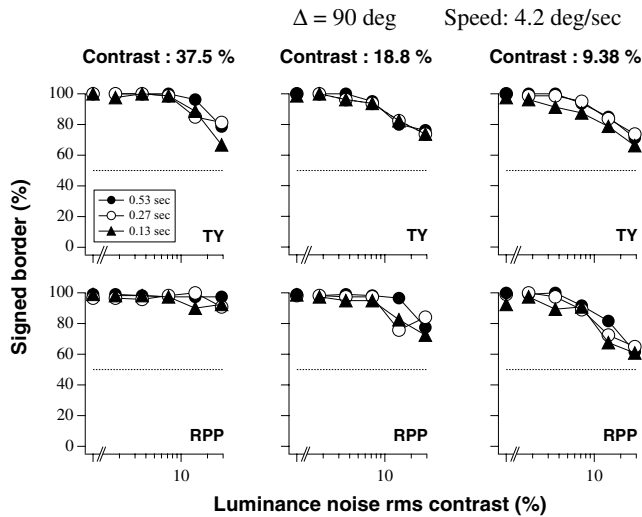 Δ = 90 deg Speed: 4.2 deg/sec
Contrast : 37.5 % Contrast : 18.8 % Contrast : 9.38 %
100
80
60
40
20
0
0.53 sec
0.27 sec
0.13 sec
TY TY TY
Signed border (%)
100
80
60
40
20
0
RPP RPP RPP
10 10 10
Luminance noise rms contrast (%)